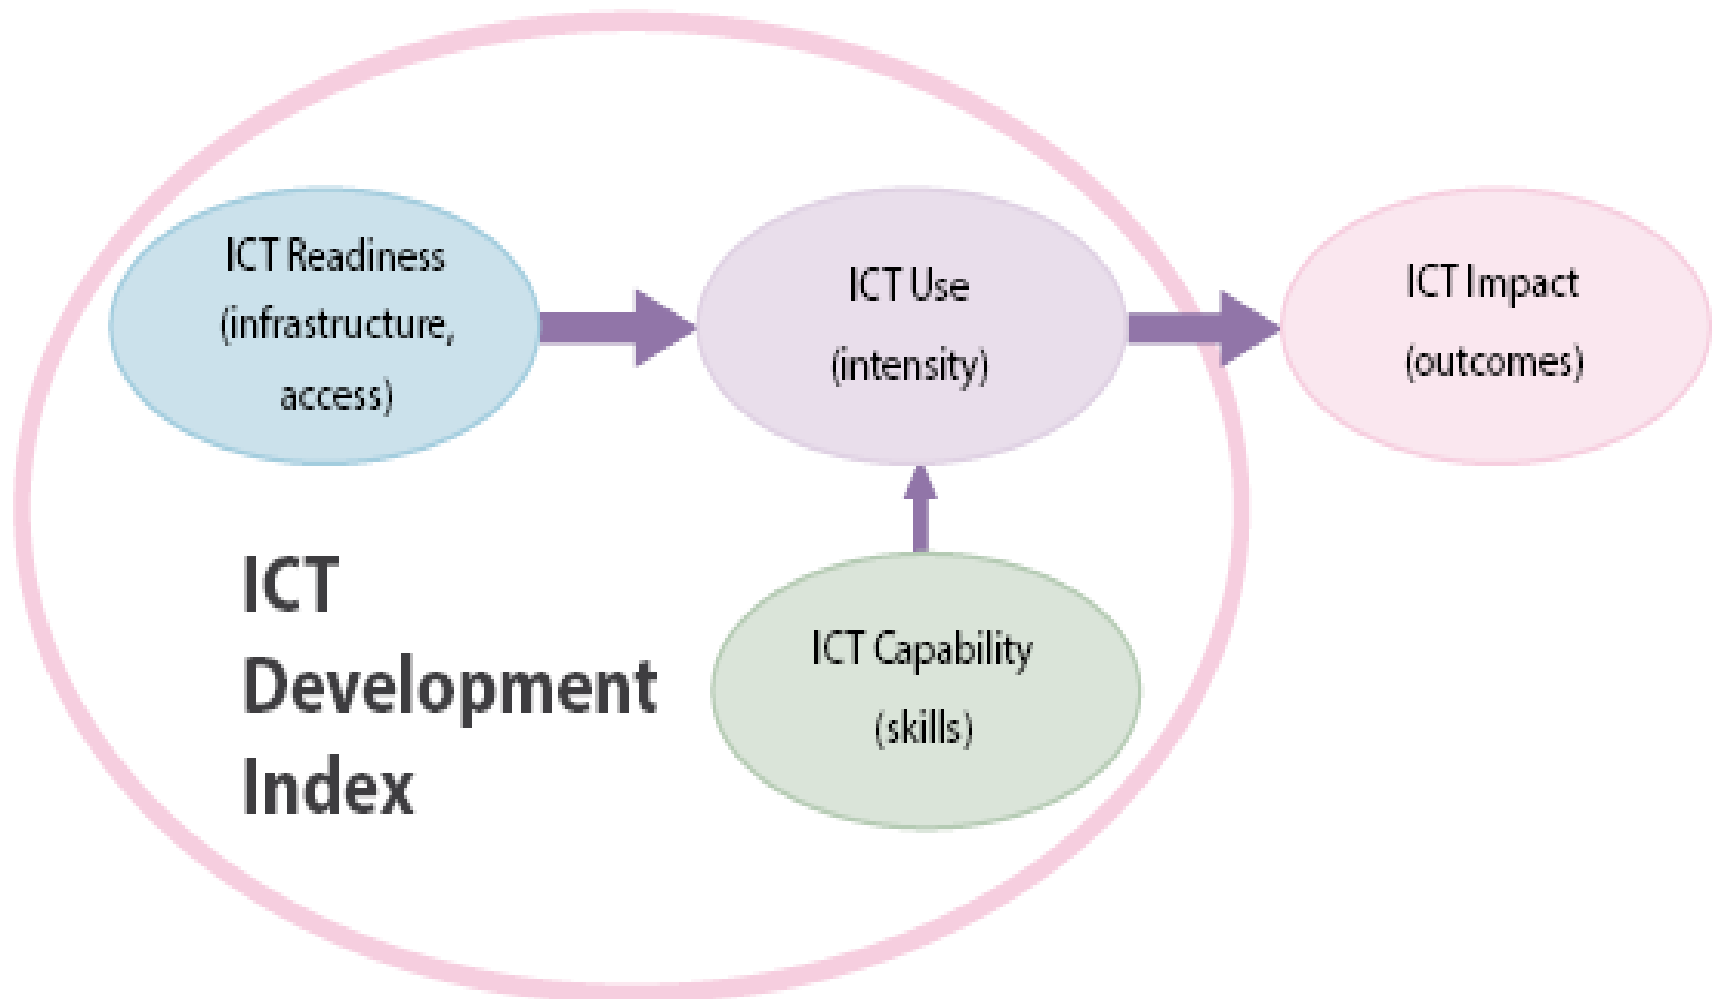 ICT Readiness
(infrastructure,
access)
ICT Use
(intensity)
ICT Impact
(outcomes)
ICT
Development
Index
ICT Capability
(skills)